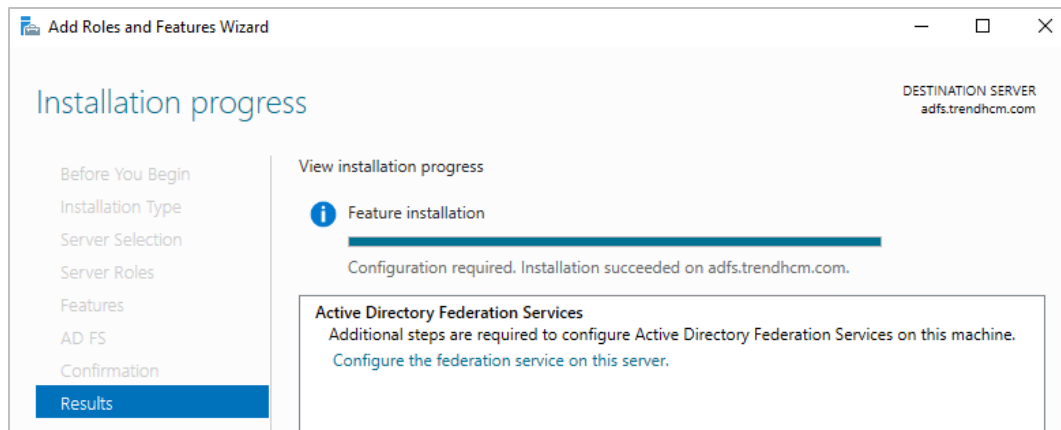 Add Roles and Features Wizard
Installation progress
DESTINATION SERVER
adfs.trendhcm.com
Before You Begin
Installation Type
Server Selection
Server Roles
Features
AD FS
Confirmation
Results
View installation progress
Feature installation
Configuration required. Installation succeeded on adfs.trendhcm.com.
Active Directory Federation Services
Additional steps are required to configure Active Directory Federation Services on this machine.
Configure the federation service on this server.